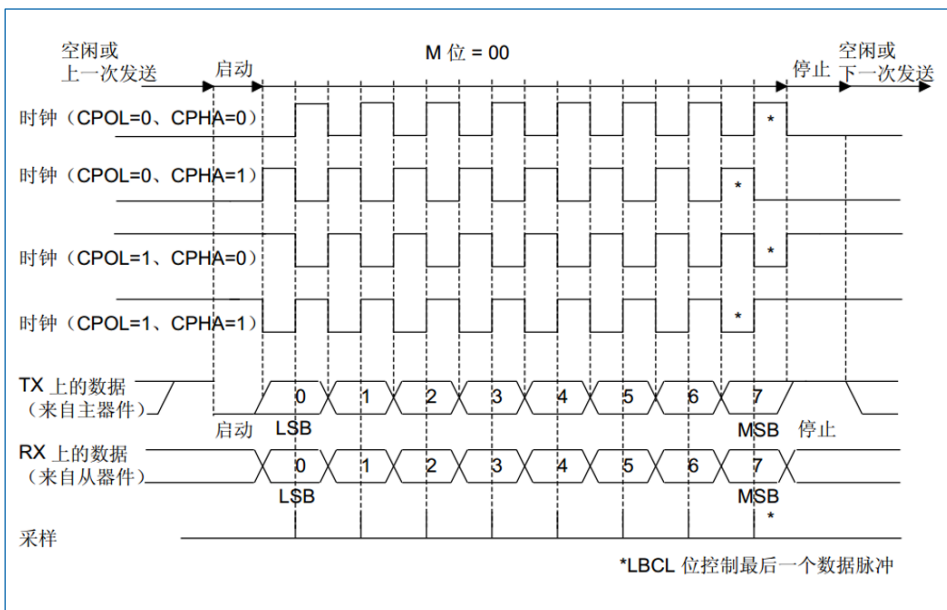 空闲或
上一次发送
启动
M 位 = 00
停止
空闲或
下一次发送
时钟（CPOL=0、CPHA=0）
*
时钟（CPOL=0、CPHA=1）
*
时钟（CPOL=1、CPHA=0）
*
时钟（CPOL=1、CPHA=1）
*
TX 上的数据
（来自主器件）
0 1 2 3 4 5 6 7
启动
LSB
MSB
停止
RX 上的数据
（来自从器件）
0 1 2 3 4 5 6 7
LSB
MSB
*
采样
*LBCL 位控制最后一个数据脉冲